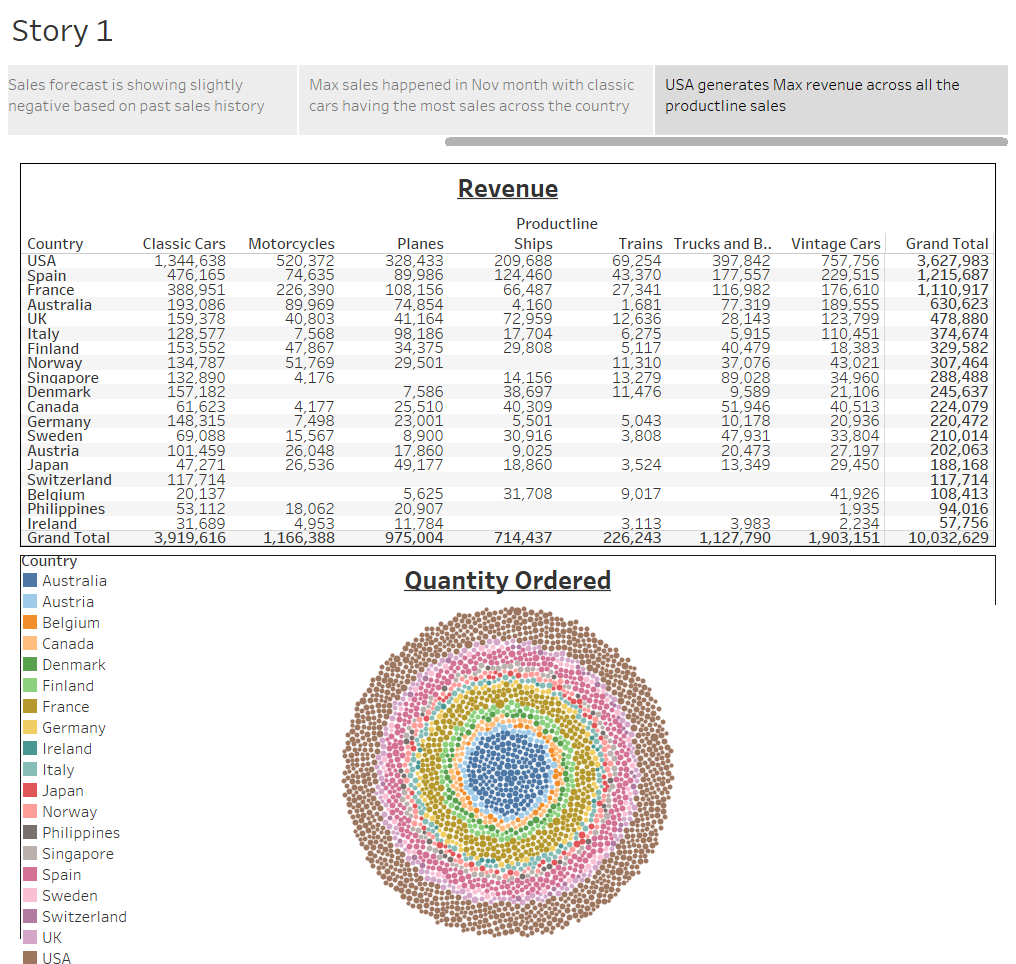 Story 1
Sales forecast is showing slightly
negative based on past sales history
Max sales happened in Nov month with classic
cars having the most sales across the country
USA generates Max revenue across all the
productline sales
Revenue
Productline
Country Classic Cars Motorcycles Planes Ships Trains Trucks and B.. Vintage Cars Grand Total
USA 1,344,638 520,372 328,433 209,688 69,254 397,842 757,756 3,627,983
Spain 476,165 74,635 89,986 124,460 43,370 177,557 229,515 1,215,687
France 388,951 226,390 108,156 66,487 27,341 116,982 176,610 1,110,917
Australia 193,086 89,969 74,854 4,160 1,681 77,319 189,555 630,623
UK 159,378 40,803 41,164 72,959 12,636 28,143 123,799 478,880
Italy 128,577 7,568 98,186 17,704 6,275 5,915 110,451 374,674
Finland 153,552 47,867 34,375 29,808 5,117 40,479 18,383 329,582
Norway 134,787 51,769 29,501 11,310 37,076 43,021 307,464
Singapore 132,890 4,176 14,156 13,279 89,028 34,960 288,488
Denmark 157,182 7,586 38,697 11,476 9,589 21,106 245,637
Canada 61,623 4,177 25,510 40,309 51,946 40,513 224,079
Germany 148,315 7,498 23,001 5,501 5,043 10,178 20,936 220,472
Sweden 69,088 15,567 8,900 30,916 3,808 47,931 33,804 210,014
Austria 101,459 26,048 17,860 9,025 20,473 27,197 202,063
Japan 47,271 26,536 49,177 18,860 3,524 13,349 29,450 188,168
Switzerland 117,714 117,714
Belgium 20,137 5,625 31,708 9,017 41,926 108,413
Philippines 53,112 18,062 20,907 1,935 94,016
Ireland 31,689 4,953 11,784 3,113 3,983 2,234 57,756
Grand Total 3,919,616 1,166,388 975,004 714,437 226,243 1,127,790 1,903,151 10,032,629
Country
Quantity Ordered
Australia
Austria
Belgium
Canada
Denmark
Finland
France
Germany
Ireland
Italy
Japan
Norway
Philippines
Singapore
Spain
Sweden
Switzerland
UK
USA